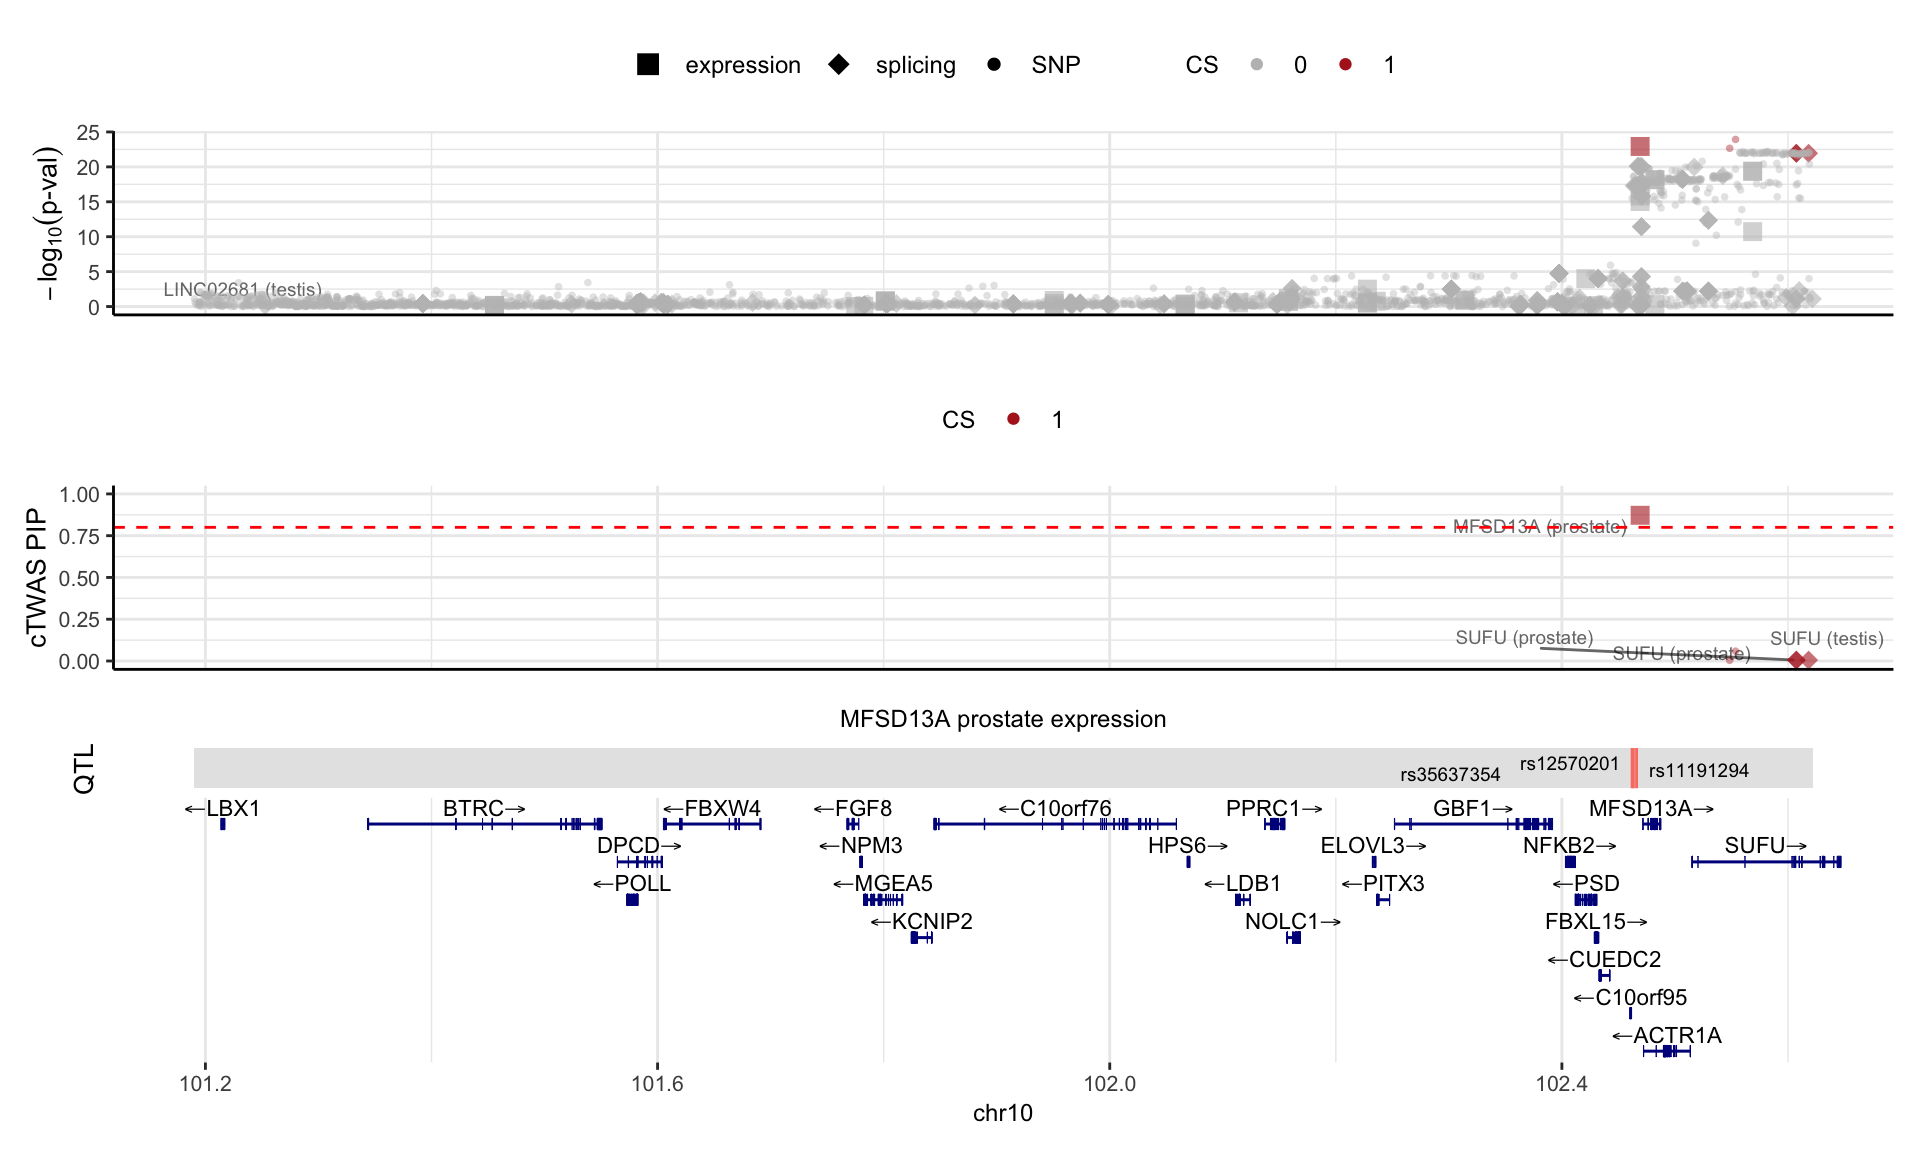 expression splicing SNP CS 0 1
−log10(p-val)
25
20
15
10
5
0
LINC02681 (testis)
CS 1
cTWAS PIP
1.00
0.75
0.50
0.25
0.00
MFSD13A (prostate)
SUFU (prostate)
SUFU (testis)
SUFU (prostate)
MFSD13A prostate expression
QTL
rs35637354 rs12570201 rs11191294
←LBX1 BTRC→ ←FBXW4 ←FGF8 ←C10orf76 PPRC1→ GBF1→ MFSD13A→
DPCD→ ←NPM3 HPS6→ ELOVL3→ NFKB2→ SUFU→
←POLL ←MGEA5 ←LDB1 ←PITX3 ←PSD
←KCNIP2 NOLC1→ FBXL15→
←CUEDC2
←C10orf95
←ACTR1A
101.2 101.6 102.0 102.4
chr10